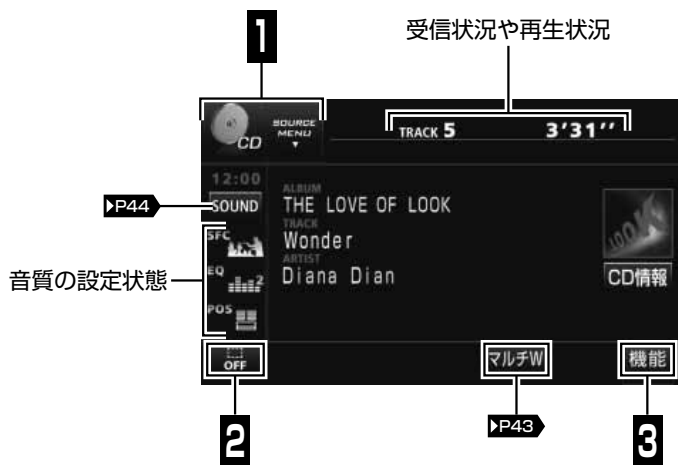 1
受信状況や再生状況
CD
SOURCE MENU ▼
TRACK 5 3'31''
12:00
▶P44
SOUND
ALBUM
THE LOVE OF LOOK
TRACK
Wonder
ARTIST
Diana Dian
LOOK
CD情報
音質の設定状態
SFC
EQ 2
POS
OFF
マルチW
機能
2
▶P43
3